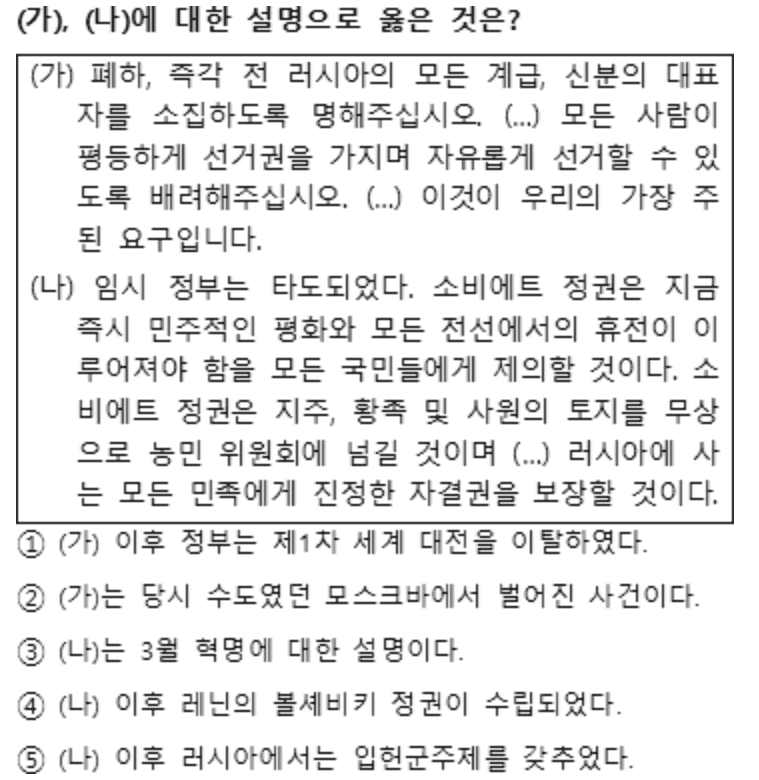 (가), (나)에 대한 설명으로 옳은 것은?
(가) 폐하, 즉각 전 러시아의 모든 계급, 신분의 대표
자를 소집하도록 명해주십시오. (...) 모든 사람이
평등하게 선거권을 가지며 자유롭게 선거할 수 있
도록 배려해주십시오. (...) 이것이 우리의 가장 주
된 요구입니다.
(나) 임시 정부는 타도되었다. 소비에트 정권은 지금
즉시 민주적인 평화와 모든 전선에서의 휴전이 이
루어져야 함을 모든 국민들에게 제의할 것이다. 소
비에트 정권은 지주, 황족 및 사원의 토지를 무상
으로 농민 위원회에 넘길 것이며 (...) 러시아에 사
는 모든 민족에게 진정한 자결권을 보장할 것이다.
① (가) 이후 정부는 제1차 세계 대전을 이탈하였다.
② (가)는 당시 수도였던 모스크바에서 벌어진 사건이다.
③ (나)는 3월 혁명에 대한 설명이다.
④ (나) 이후 레닌의 볼셰비키 정권이 수립되었다.
⑤ (나) 이후 러시아에서는 입헌군주제를 갖추었다.